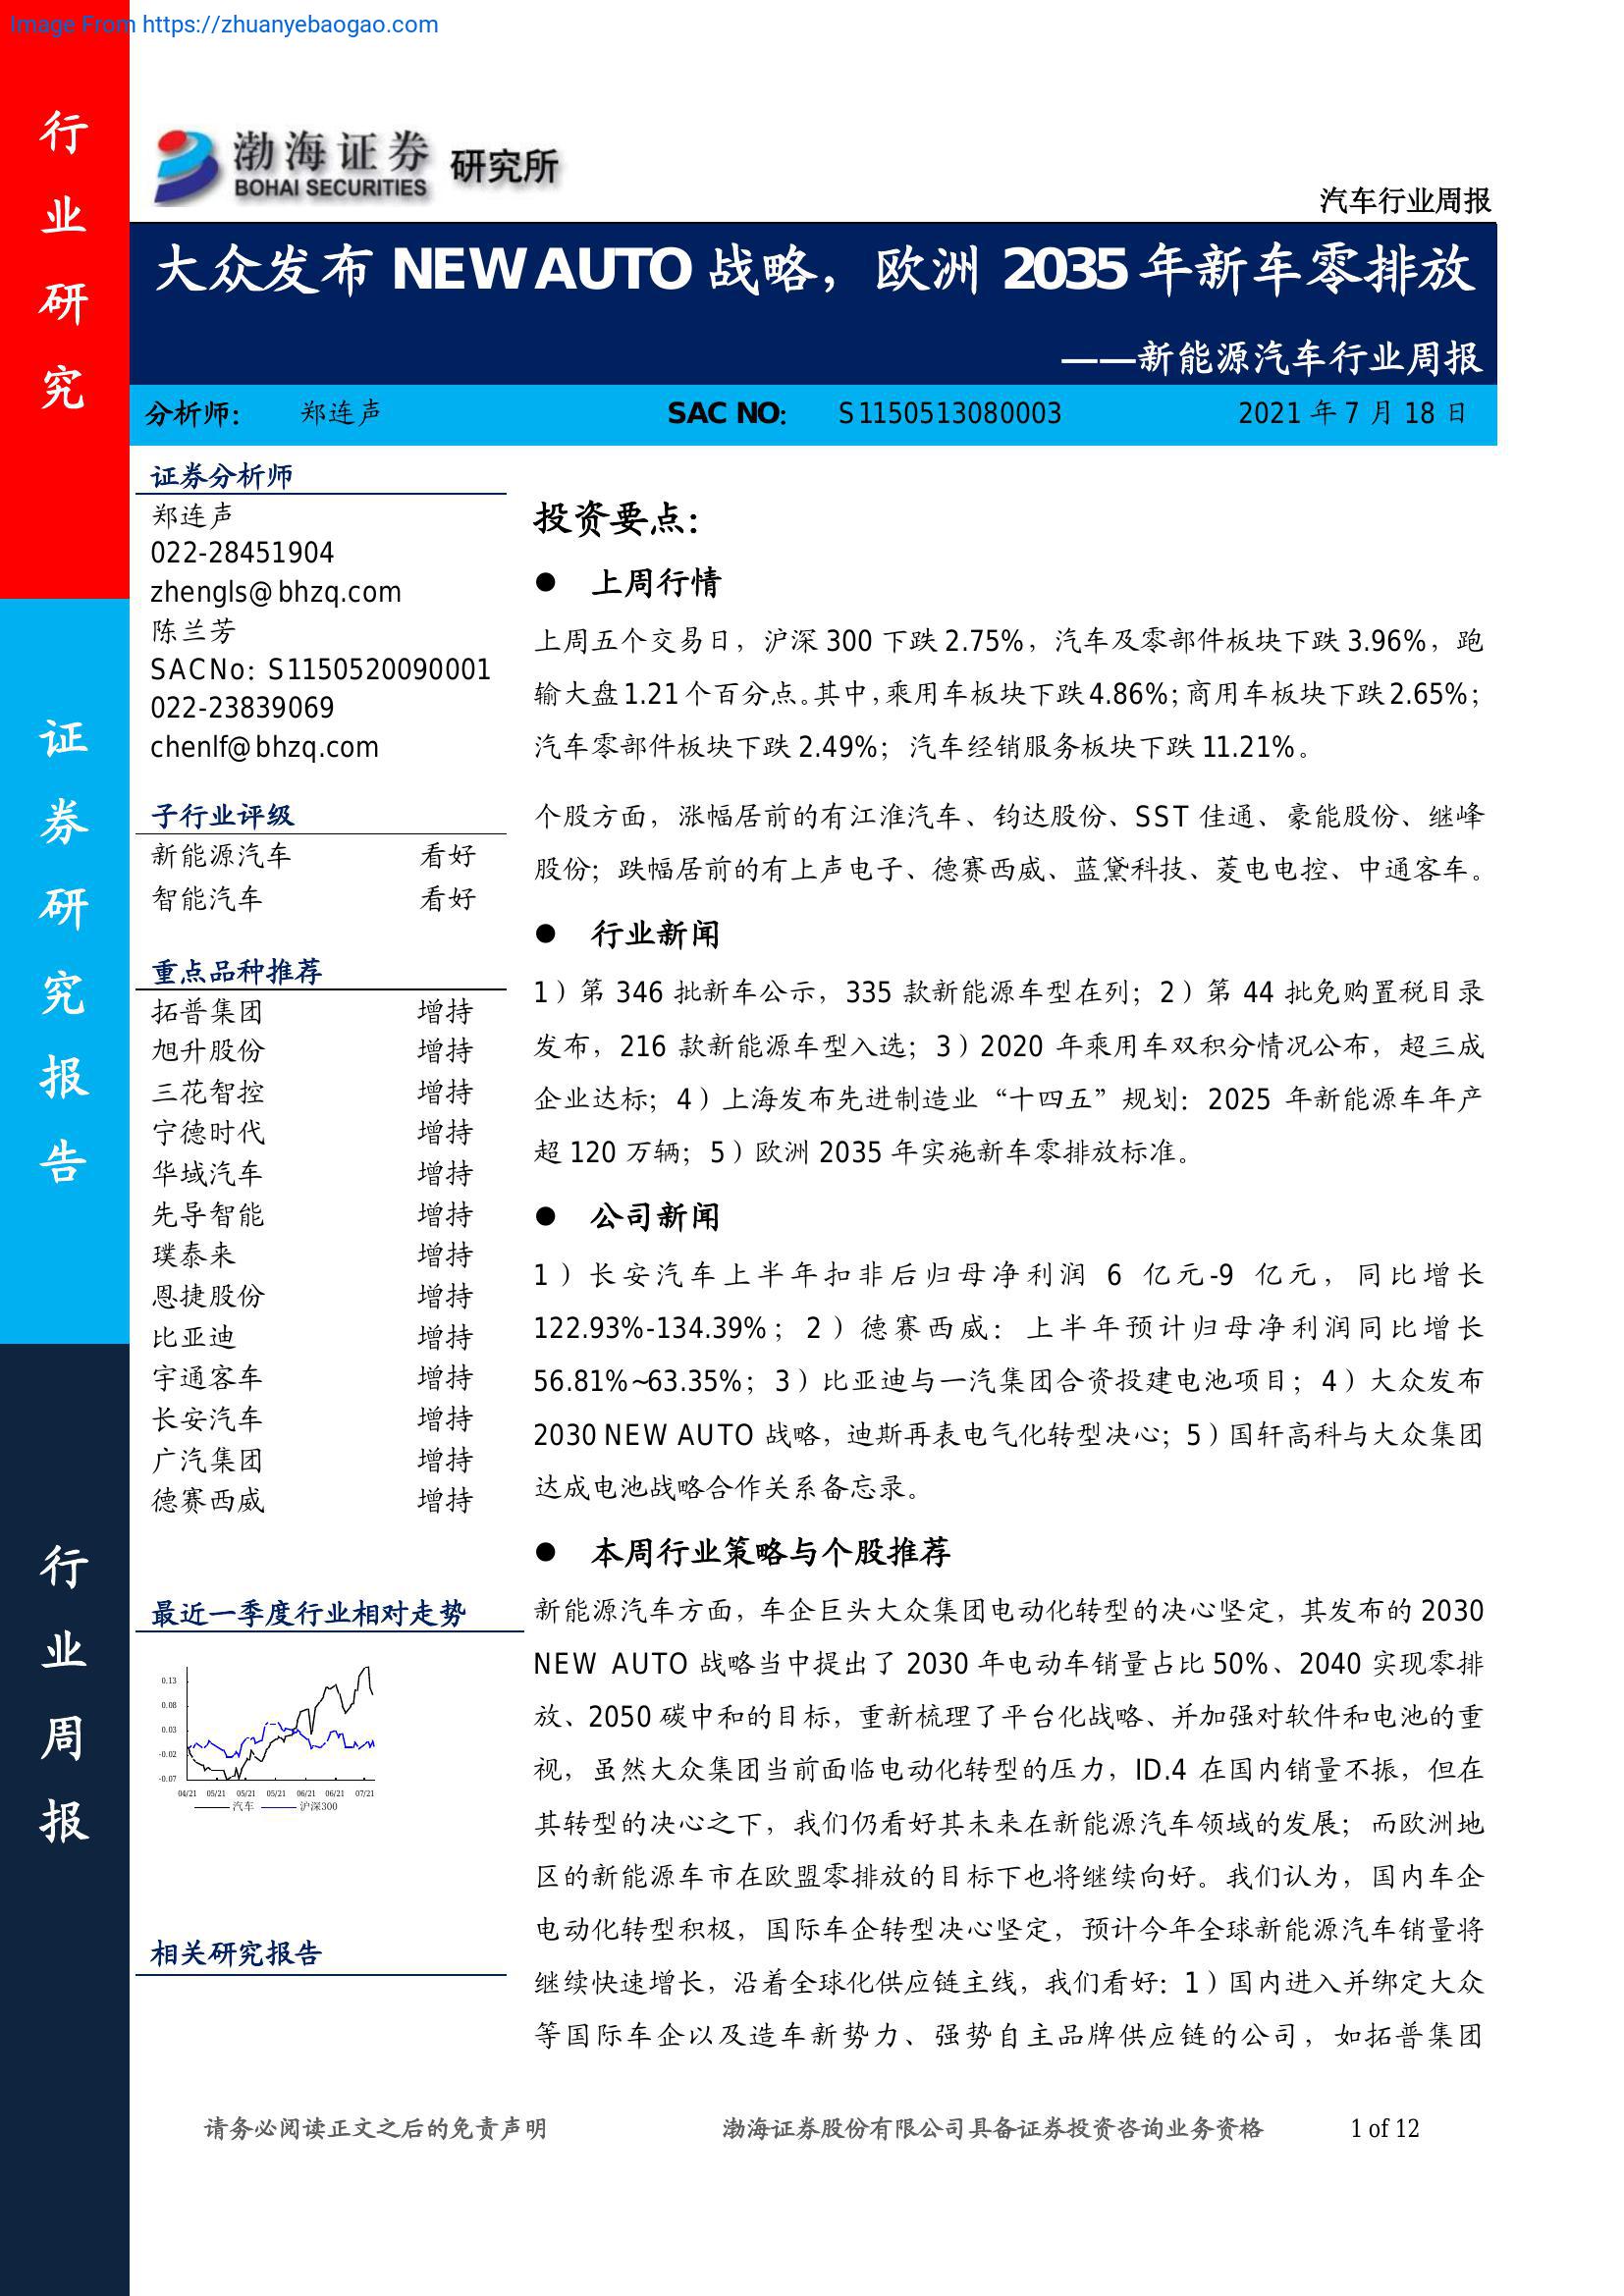 Image From https://zhuanyebaogao.com
行业研究
证券研究报告
行业周报
渤海证券 研究所
BOHAI SECURITIES
汽车行业周报
大众发布 NEW AUTO 战略，欧洲 2035 年新车零排放
——新能源汽车行业周报
分析师： 郑连声 SAC NO： S1150513080003 2021 年 7 月 18 日
证券分析师
郑连声
022-28451904
zhengls@bhzq.com
陈兰芳
SACNo：S1150520090001
022-23839069
chenlf@bhzq.com
子行业评级
新能源汽车 看好
智能汽车 看好
重点品种推荐
拓普集团 增持
旭升股份 增持
三花智控 增持
宁德时代 增持
华域汽车 增持
先导智能 增持
璞泰来 增持
恩捷股份 增持
比亚迪 增持
宇通客车 增持
长安汽车 增持
广汽集团 增持
德赛西威 增持
最近一季度行业相对走势
0.13
0.08
0.03
-0.02
-0.07
04/21 05/21 05/21 05/21 06/21 06/21 07/21
汽车 沪深300
相关研究报告
投资要点：
● 上周行情
上周五个交易日，沪深 300 下跌 2.75%，汽车及零部件板块下跌 3.96%，跑
输大盘 1.21 个百分点。其中，乘用车板块下跌 4.86%；商用车板块下跌 2.65%；
汽车零部件板块下跌 2.49%；汽车经销服务板块下跌 11.21%。
个股方面，涨幅居前的有江淮汽车、钧达股份、SST 佳通、豪能股份、继峰
股份；跌幅居前的有上声电子、德赛西威、蓝黛科技、菱电电控、中通客车。
● 行业新闻
1）第 346 批新车公示，335 款新能源车型在列；2）第 44 批免购置税目录
发布，216 款新能源车型入选；3）2020 年乘用车双积分情况公布，超三成
企业达标；4）上海发布先进制造业“十四五”规划：2025 年新能源车年产
超 120 万辆；5）欧洲 2035 年实施新车零排放标准。
● 公司新闻
1）长安汽车上半年扣非后归母净利润 6 亿元-9 亿元，同比增长
122.93%-134.39%；2）德赛西威：上半年预计归母净利润同比增长
56.81%~63.35%；3）比亚迪与一汽集团合资投建电池项目；4）大众发布
2030 NEW AUTO 战略，迪斯再表电气化转型决心；5）国轩高科与大众集团
达成电池战略合作关系备忘录。
● 本周行业策略与个股推荐
新能源汽车方面，车企巨头大众集团电动化转型的决心坚定，其发布的 2030
NEW AUTO 战略当中提出了 2030 年电动车销量占比 50%、2040 实现零排
放、2050 碳中和的目标，重新梳理了平台化战略、并加强对软件和电池的重
视，虽然大众集团当前面临电动化转型的压力，ID.4 在国内销量不振，但在
其转型的决心之下，我们仍看好其未来在新能源汽车领域的发展；而欧洲地
区的新能源车市在欧盟零排放的目标下也将继续向好。我们认为，国内车企
电动化转型积极，国际车企转型决心坚定，预计今年全球新能源汽车销量将
继续快速增长，沿着全球化供应链主线，我们看好：1）国内进入并绑定大众
等国际车企以及造车新势力、强势自主品牌供应链的公司，如拓普集团
请务必阅读正文之后的免责声明 渤海证券股份有限公司具备证券投资咨询业务资格 1 of 12